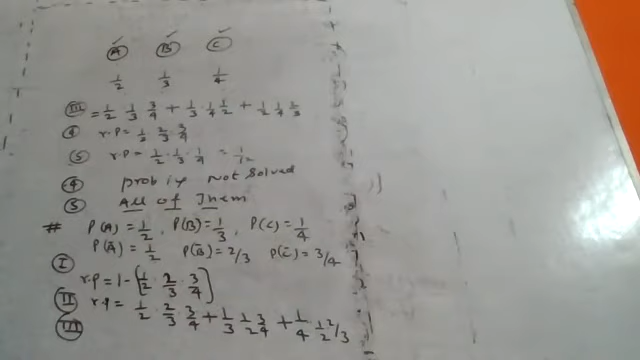 ✓ ✓ ✓
Ⓐ Ⓑ Ⓒ
1/2 1/3 1/4
III = 1/2 · 1/3 · 3/4 + 1/3 · 1/4 · 1/2 + 1/2 · 1/4 · 2/3
④ r.P = 1/2 · 2/3 · 3/4
⑤ r.P = 1/2 · 1/3 · 1/4 =
④ prob is Not Solved
⑤ All of Them
# P(A) = 1/2, P(B) = 1/3, P(C) = 1/4
P(Ā) = 1/2 P(B̄) = 2/3 P(C̄) = 3/4
I
r.P = 1 - [1/2 · 2/3 · 3/4]
II r.P = 1/2 · 2/3 · 3/4 + 1/3 · 1/2 · 3/4 + 1/4 · 1/2 · 2/3
III